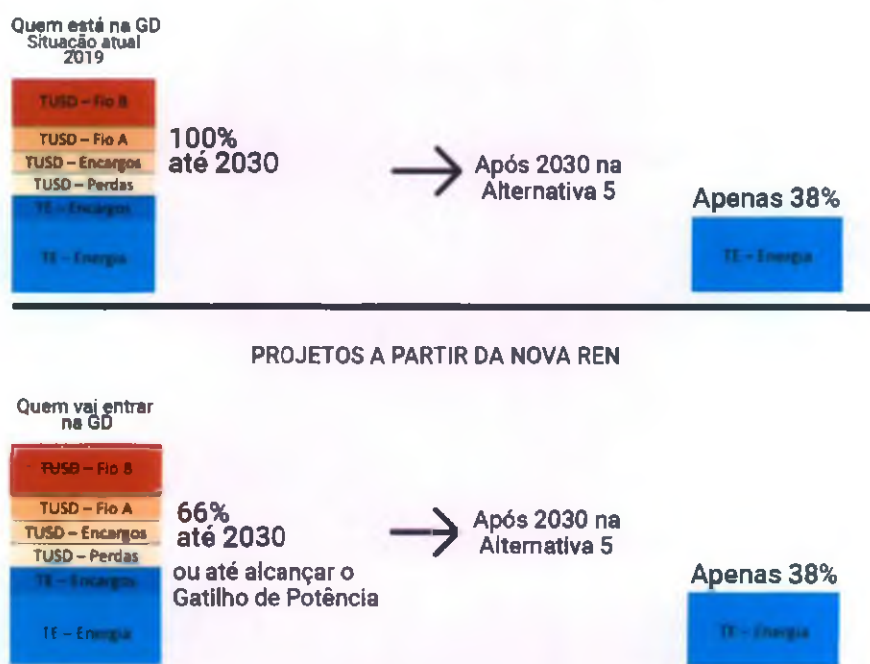 Quem está na GD
Situação atual
2019
TUSD – Fio B
TUSD – Fio A
TUSD – Encargos
TUSD – Perdas
TE – Encargos
TE – Energia
100%
até 2030
Após 2030 na
Alternativa 5
Apenas 38%
TE – Energia
PROJETOS A PARTIR DA NOVA REN
Quem vai entrar
na GD
TUSD – Fio B
TUSD – Fio A
TUSD – Encargos
TUSD – Perdas
TE – Encargos
TE – Energia
66%
até 2030
ou até alcançar o
Gatilho de Potência
Após 2030 na
Alternativa 5
Apenas 38%
TE – Energia